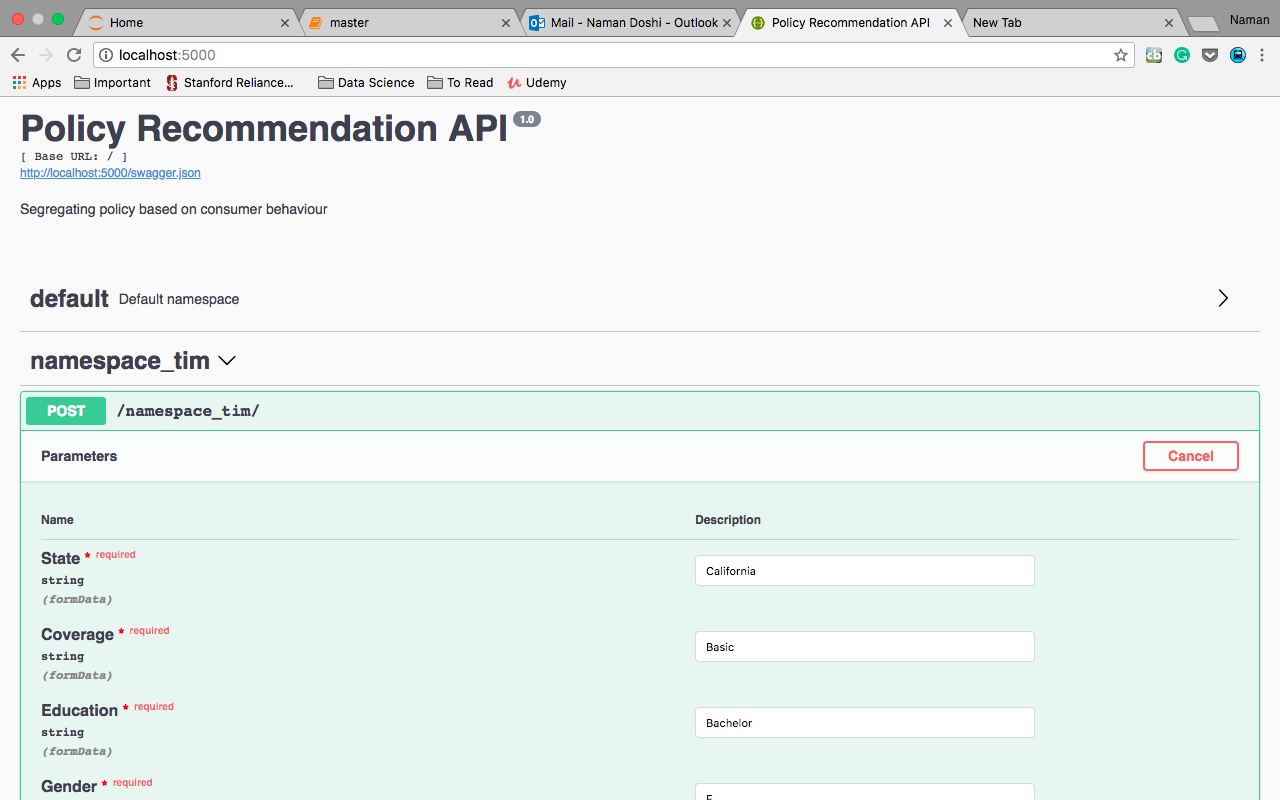 Home
master
Mail - Naman Doshi - Outlook
Policy Recommendation API
New Tab
Naman
localhost:5000
Apps
Important
Stanford Reliance...
Data Science
To Read
Udemy
Policy Recommendation API 1.0
[ Base URL: / ]
http://localhost:5000/swagger.json
Segregating policy based on consumer behaviour
default Default namespace
namespace_tim
POST /namespace_tim/
Parameters
Cancel
Name Description
State * required
string
(formData)
California
Coverage * required
string
(formData)
Basic
Education * required
string
(formData)
Bachelor
Gender * required